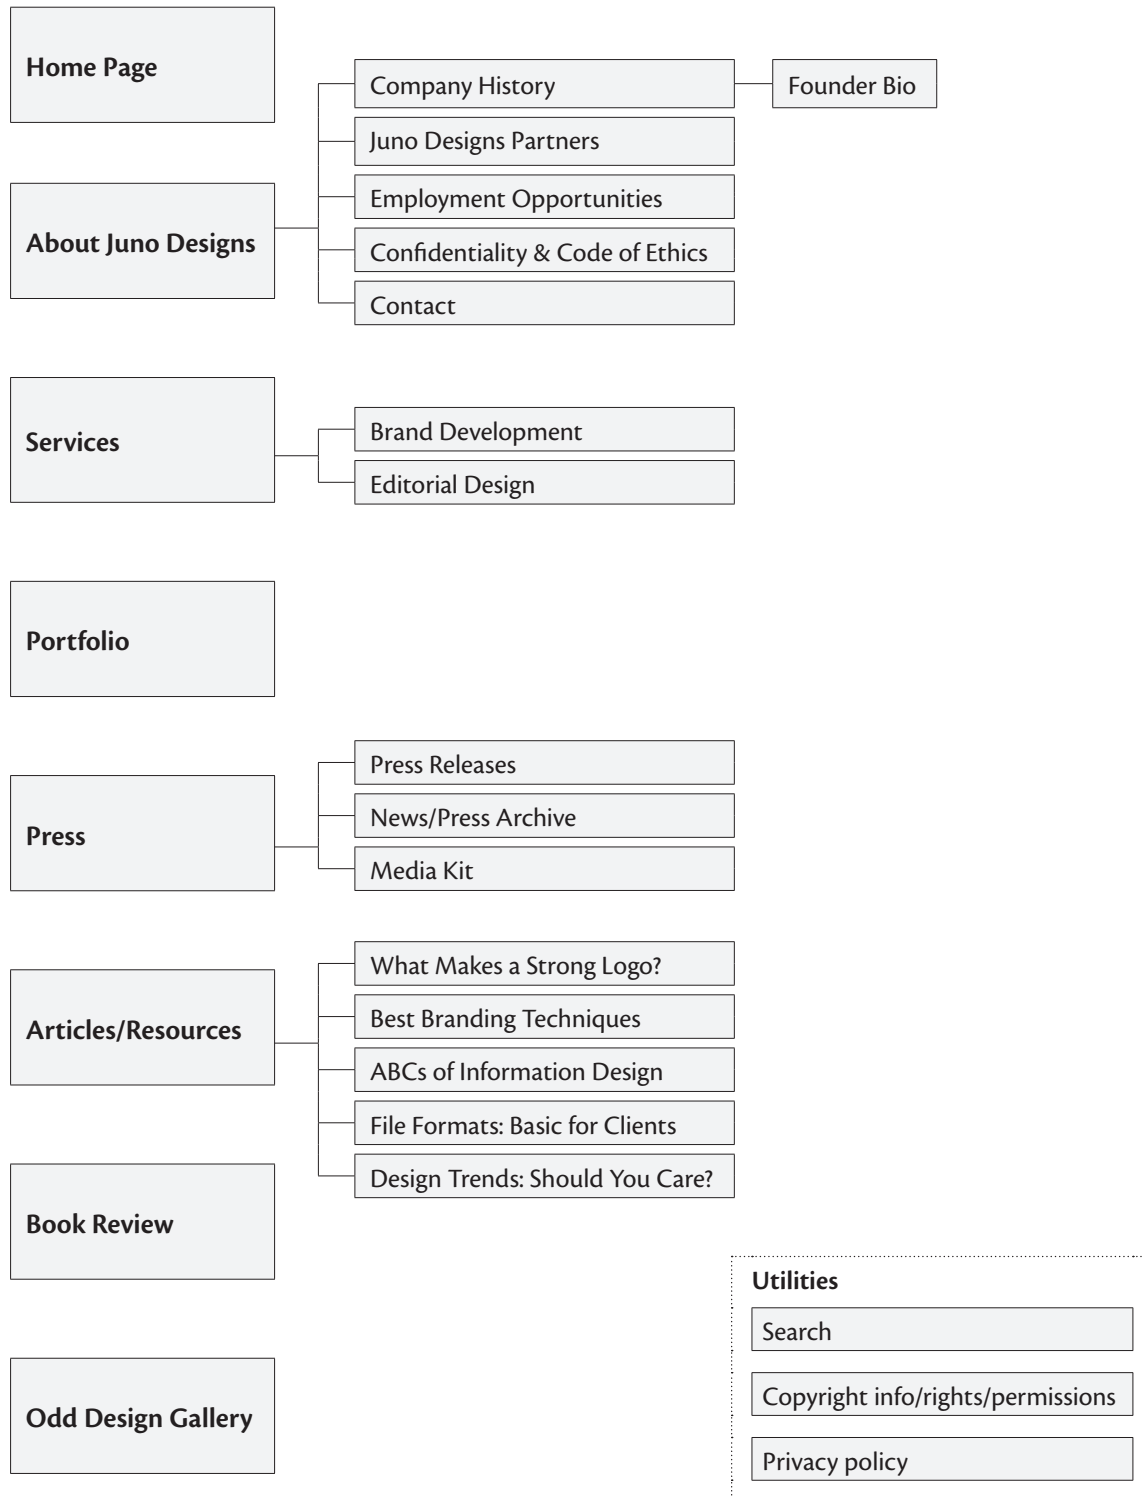 Home Page
Company History
Founder Bio
Juno Designs Partners
Employment Opportunities
About Juno Designs
Confidentiality & Code of Ethics
Contact
Services
Brand Development
Editorial Design
Portfolio
Press
Press Releases
News/Press Archive
Media Kit
Articles/Resources
What Makes a Strong Logo?
Best Branding Techniques
ABCs of Information Design
File Formats: Basic for Clients
Design Trends: Should You Care?
Book Review
Odd Design Gallery
Utilities
Search
Copyright info/rights/permissions
Privacy policy